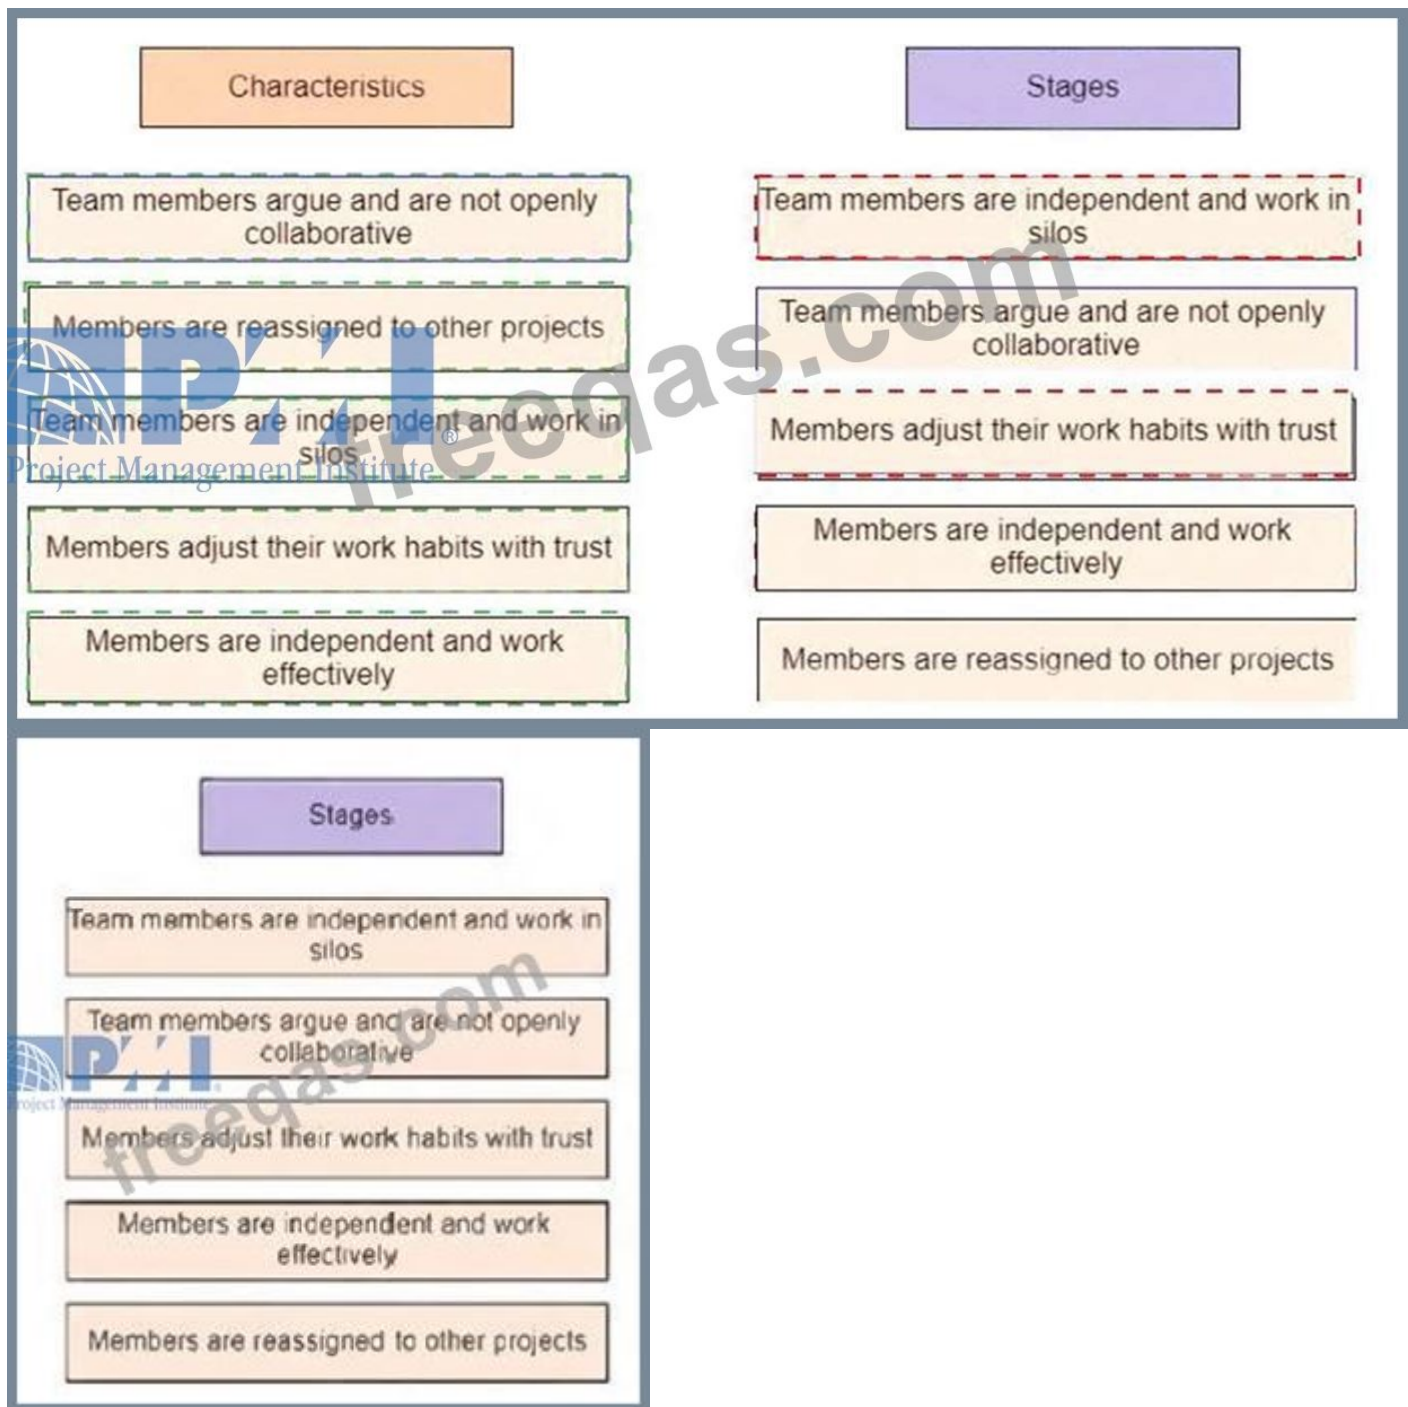 Characteristics
Team members argue and are not openly
collaborative
Members are reassigned to other projects
Team members are independent and work in
silos
Members adjust their work habits with trust
Members are independent and work
effectively
Stages
Team members are independent and work in
silos
Team members argue and are not openly
collaborative
Members adjust their work habits with trust
Members are independent and work
effectively
Members are reassigned to other projects
PMI®
Project Management Institute
freeqas.com
Stages
Team members are independent and work in
silos
Team members argue and are not openly
collaborative
Members adjust their work habits with trust
Members are independent and work
effectively
Members are reassigned to other projects
PMI
Project Management Institute
freeqas.com